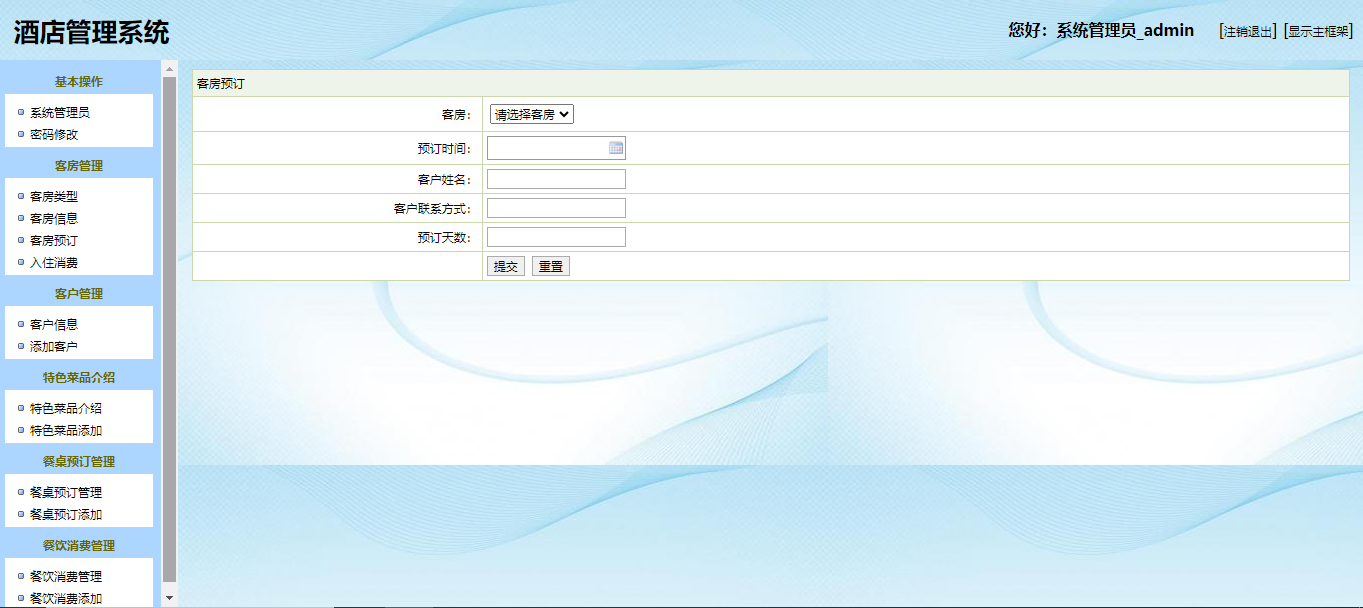 酒店管理系统
您好：系统管理员_admin [注销退出] [显示主框架]
基本操作
系统管理员
密码修改
客房管理
客房类型
客房信息
客房预订
入住消费
客户管理
客户信息
添加客户
特色菜品介绍
特色菜品介绍
特色菜品添加
餐桌预订管理
餐桌预订管理
餐桌预订添加
餐饮消费管理
餐饮消费管理
餐饮消费添加
客房预订
客房： 请选择客房
预订时间：
客户姓名：
客户联系方式：
预订天数：
提交 重置